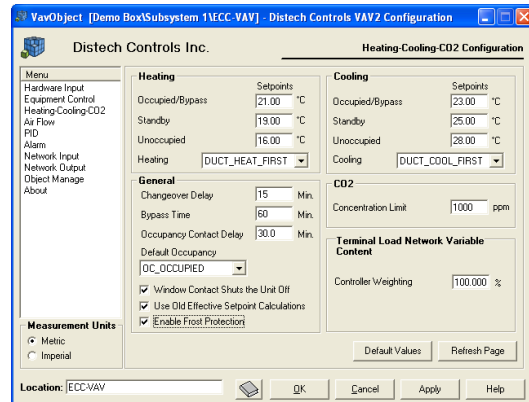 VavObject [Demo Box\Subsystem 1\ECC-VAV] - Distech Controls VAV2 Configuration
Distech Controls Inc.
Heating-Cooling-CO2 Configuration
Menu
Hardware Input
Equipment Control
Heating-Cooling-CO2
Air Flow
PID
Alarm
Network Input
Network Output
Object Manage
About
Measurement Units
Metric
Imperial
Heating
Setpoints
Occupied/Bypass 21.00 °C
Standby 19.00 °C
Unoccupied 16.00 °C
Heating DUCT_HEAT_FIRST
General
Changeover Delay 15 Min.
Bypass Time 60 Min.
Occupancy Contact Delay 30.0 Min.
Default Occupancy
OC_OCCUPIED
Window Contact Shuts the Unit Off
Use Old Effective Setpoint Calculations
Enable Frost Protection
Cooling
Setpoints
Occupied/Bypass 23.00 °C
Standby 25.00 °C
Unoccupied 28.00 °C
Cooling DUCT_COOL_FIRST
CO2
Concentration Limit 1000 ppm
Terminal Load Network Variable
Content
Controller Weighting 100.000 %
Default Values Refresh Page
Location: ECC-VAV OK Cancel Apply Help